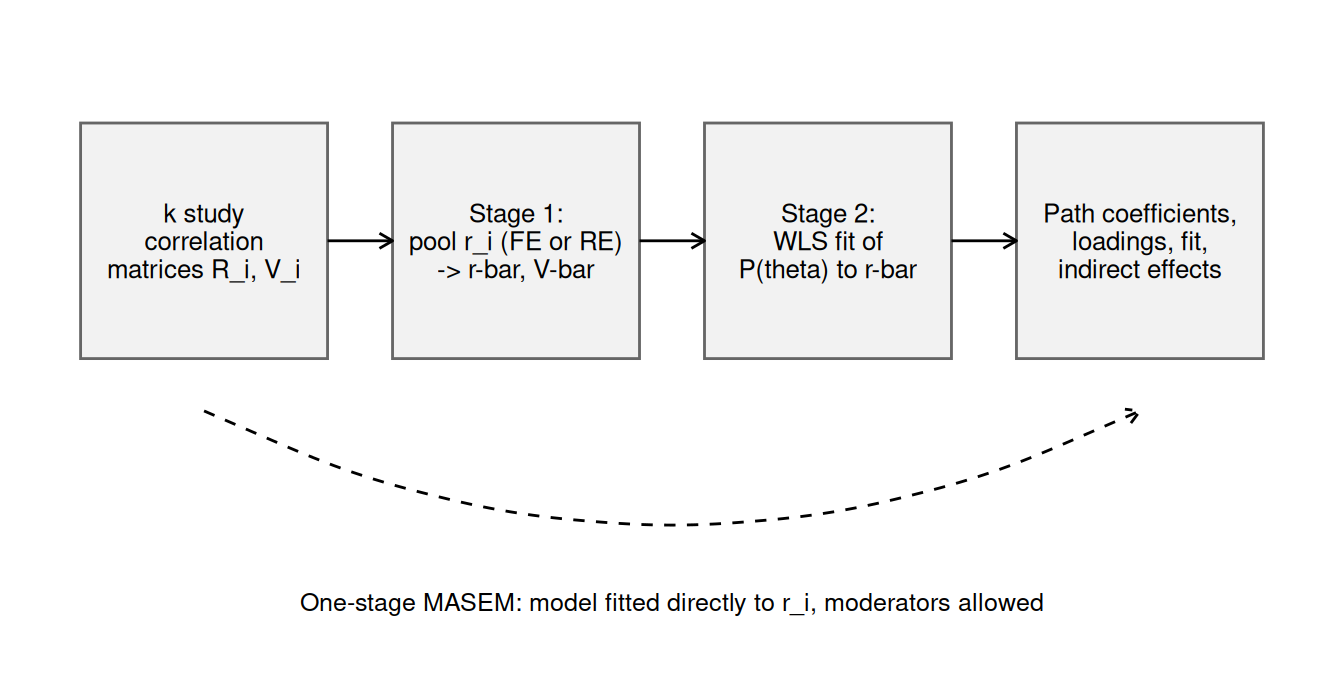 k study
correlation
matrices R_i, V_i
Stage 1:
pool r_i (FE or RE)
-> r-bar, V-bar
Stage 2:
WLS fit of
P(theta) to r-bar
Path coefficients,
loadings, fit,
indirect effects
One-stage MASEM: model fitted directly to r_i, moderators allowed